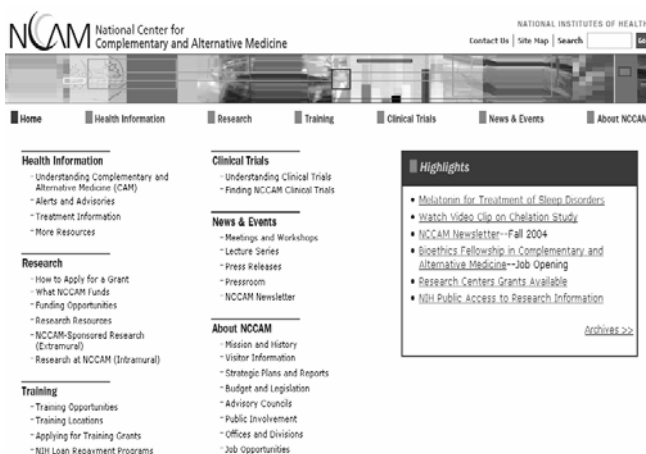 NCCAM National Center for
Complementary and Alternative Medicine
NATIONAL INSTITUTES OF HEALTH
Contact Us | Site Map | Search
Home Health Information Research Training Clinical Trials News & Events About NCCAM
Health Information
- Understanding Complementary and
Alternative Medicine (CAM)
- Alerts and Advisories
- Treatment Information
- More Resources
Research
- How to Apply for a Grant
- What NCCAM Funds
- Funding Opportunities
- Research Resources
- NCCAM-Sponsored Research
(Extramural)
- Research at NCCAM (Intramural)
Training
- Training Opportunities
- Training Locations
- Applying for Training Grants
- NIH Loan Repayment Programs
Clinical Trials
- Understanding Clinical Trials
- Finding NCCAM Clinical Trials
News & Events
- Meetings and Workshops
- Lecture Series
- Press Releases
- Pressroom
- NCCAM Newsletter
About NCCAM
- Mission and History
- Visitor Information
- Strategic Plans and Reports
- Budget and Legislation
- Advisory Councils
- Public Involvement
- Offices and Divisions
- Job Opportunities
Highlights
• Melatonin for Treatment of Sleep Disorders
• Watch Video Clip on Chelation Study
• NCCAM Newsletter--Fall 2004
• Bioethics Fellowship in Complementary and
Alternative Medicine--Job Opening
• Research Centers Grants Available
• NIH Public Access to Research Information
Archives >>